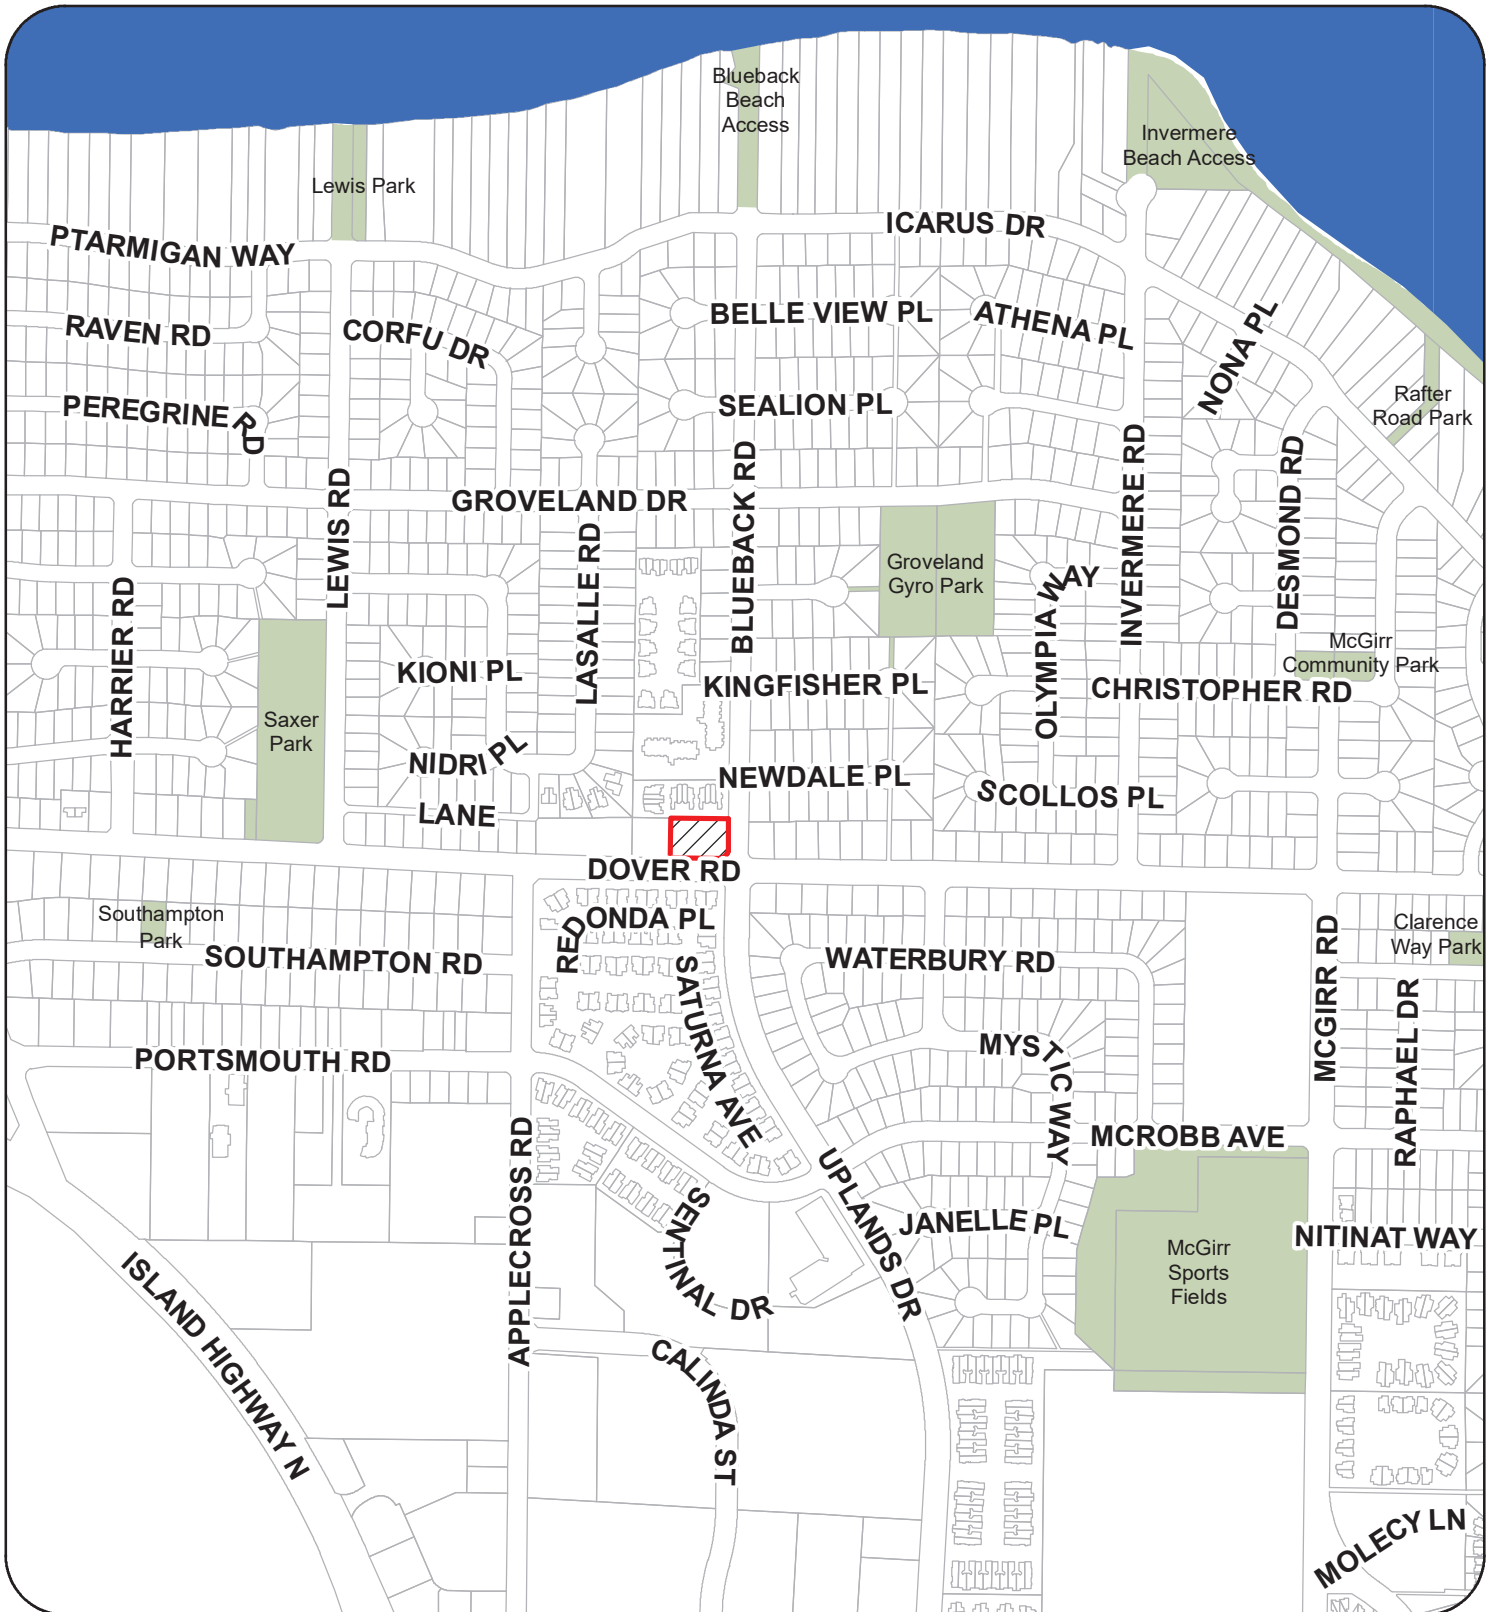 Blueback
Beach
Access
Invermere
Beach Access
Lewis Park
ICARUS DR
PTARMIGAN WAY
BELLE VIEW PL
ATHENA PL
RAVEN RD
CORFU DR
NONA PL
PEREGRINE RD
SEALION PL
Rafter
Road Park
LEWIS RD
GROVELAND DR
BLUEBACK RD
INVERMERE RD
DESMOND RD
LASALLE RD
Groveland
Gyro Park
OLYMPIA WAY
HARRIER RD
McGirr
Community Park
KIONI PL
KINGFISHER PL
CHRISTOPHER RD
Saxer
Park
NIDRI PL
NEWDALE PL
SCOLLOS PL
LANE
DOVER RD
Southampton
Park
REDONDA PL
Clarence
Way Park
SOUTHAMPTON RD
WATERBURY RD
MCGIRR RD
SATURNA AVE
RAPHAEL DR
PORTSMOUTH RD
MYSTIC WAY
MCROBB AVE
APPLECROSS RD
UPLANDS DR
SENTINAL DR
JANELLE PL
NITINAT WAY
McGirr
Sports
Fields
ISLAND HIGHWAY N
CALINDA ST
MOLECY LN